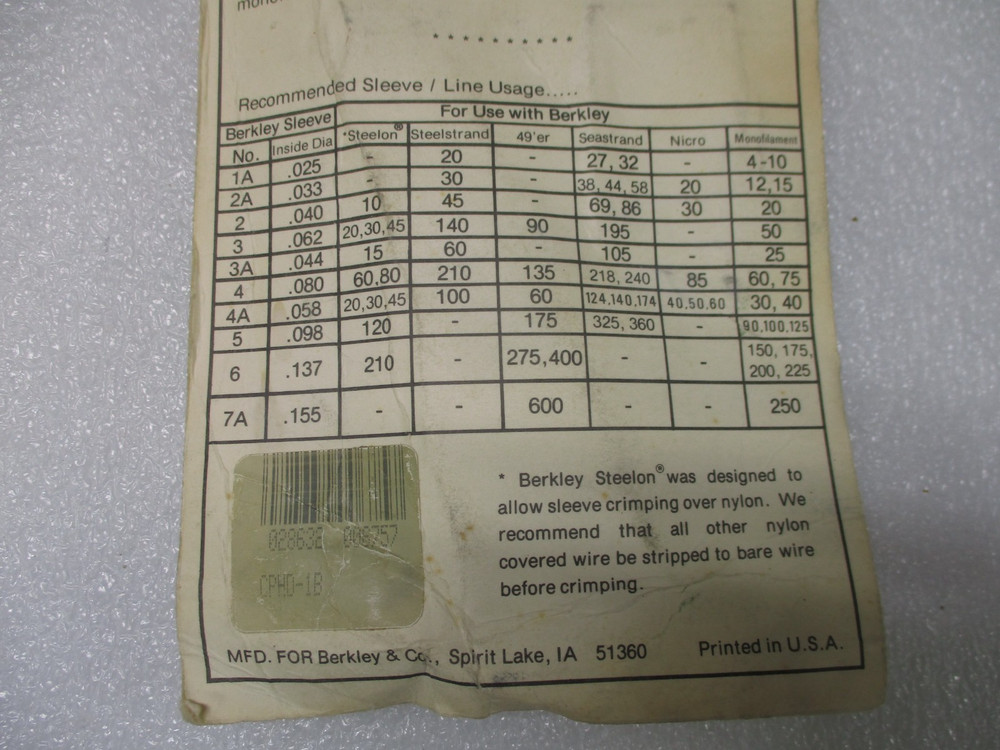 * * * * * * * * * *
Recommended Sleeve / Line Usage.....
Berkley Sleeve For Use with Berkley
No. Inside Dia *Steelon® Steelstrand 49'er Seastrand Nicro Monofilament
1A .025 - 20 - 27, 32 - 4-10
2A .033 - 30 - 38, 44, 58 20 12,15
2 .040 10 45 - 69, 86 30 20
3 .062 20,30,45 140 90 195 - 50
3A .044 15 60 - 105 - 25
4 .080 60,80 210 135 218, 240 85 60, 75
4A .058 20,30,45 100 60 124,140,174 40,50,60 30, 40
5 .098 120 - 175 325, 360 - 90,100,125
6 .137 210 - 275,400 - - 150, 175,
200, 225
7A .155 - - 600 - - 250
* Berkley Steelon® was designed to
allow sleeve crimping over nylon. We
recommend that all other nylon
covered wire be stripped to bare wire
before crimping.
CPHD-1B
MFD. FOR Berkley & Co., Spirit Lake, IA 51360 Printed in U.S.A.